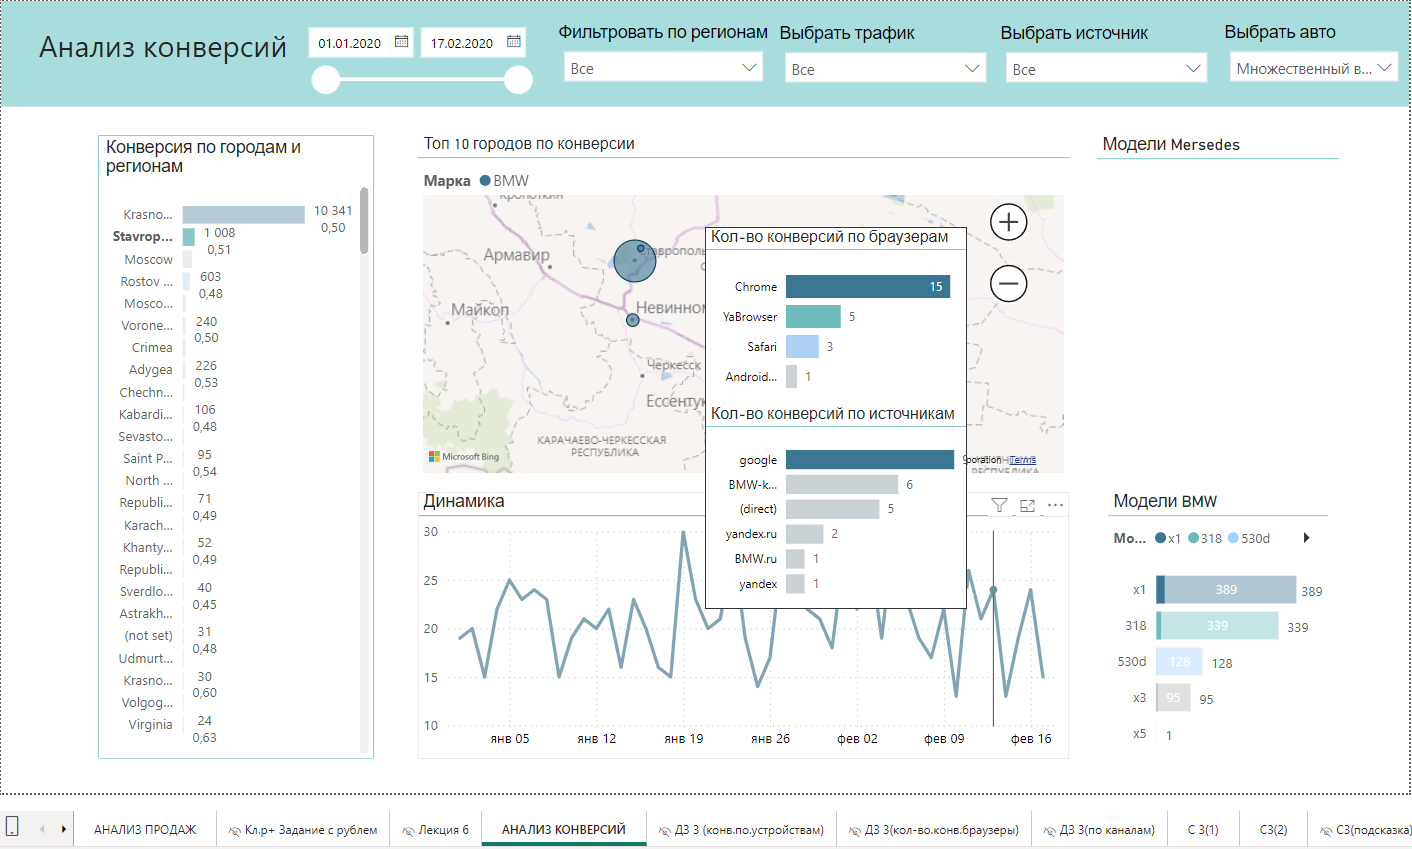 Анализ конверсий
01.01.2020
17.02.2020
Фильтровать по регионам
Все
Выбрать трафик
Все
Выбрать источник
Все
Выбрать авто
Множественный в...
Конверсия по городам и
регионам
Krasno...
10 341
0,50
Stavrop...
1 008
0,51
Moscow
Rostov ...
603
0,48
Mosco...
Vorone...
240
0,50
Crimea
Adygea
226
0,53
Chechn...
Kabardi...
106
0,48
Sevasto...
Saint P...
95
0,54
North ...
Republi...
71
0,49
Karach...
Khanty...
52
0,49
Republi...
Sverdlo...
40
0,45
Astrakh...
(not set)
31
0,48
Udmurt...
Krasno...
30
0,60
Volgog...
Virginia
24
0,63
Топ 10 городов по конверсии
Марка
BMW
Армавир
Майкоп
Невинном
Черкесск
Ессентук
КАРАЧАЕВО-ЧЕРКЕССКАЯ
РЕСПУБЛИКА
Microsoft Bing
poration
Terms
Кол-во конверсий по браузерам
Chrome
15
YaBrowser
5
Safari
3
Android...
1
Кол-во конверсий по источникам
google
BMW-k...
6
(direct)
5
yandex.ru
2
BMW.ru
1
yandex
1
Динамика
30
25
20
15
10
янв 05
янв 12
янв 19
янв 26
фев 02
фев 09
фев 16
Модели Mersedes
Модели BMW
Мо...
x1
318
530d
x1
389
389
318
339
339
530d
128
128
x3
95
95
x5
1
АНАЛИЗ ПРОДАЖ
Кл.р+ Задание с рублем
Лекция 6
АНАЛИЗ КОНВЕРСИЙ
ДЗ 3 (конв.по.устройствам)
ДЗ 3(кол-во.конв.браузеры)
ДЗ 3(по каналам)
С 3(1)
С3(2)
С3(подсказка)